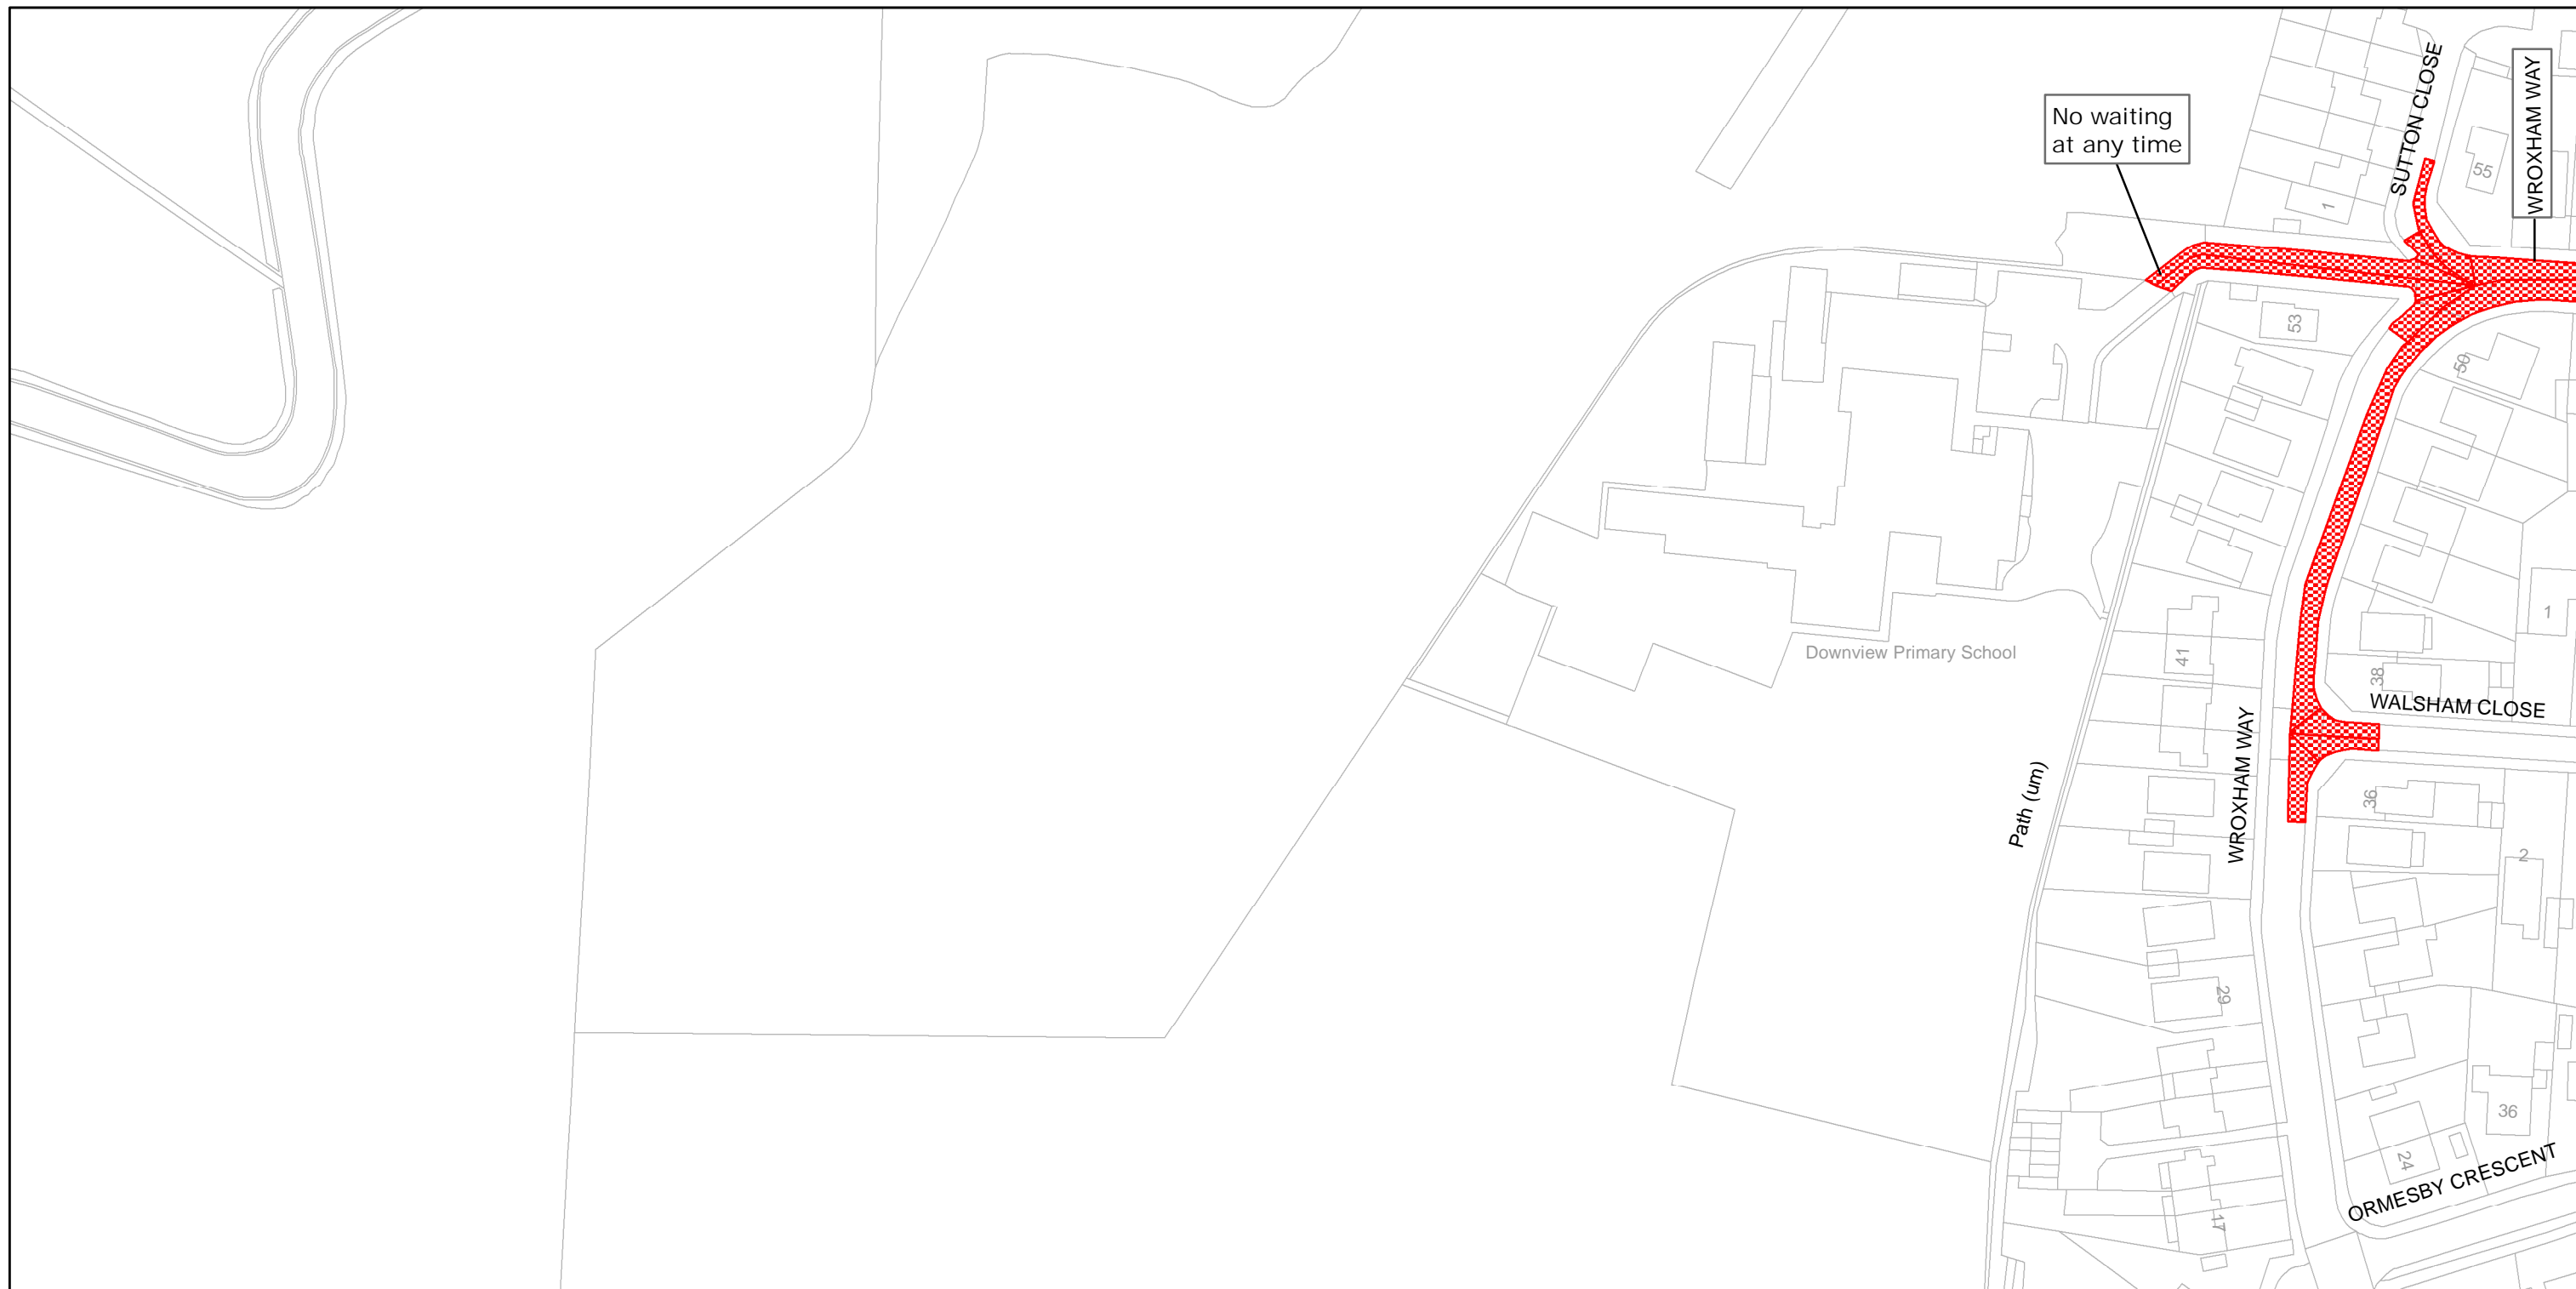 SUTTON CLOSE
WROXHAM WAY
No waiting
at any time
55
1
53
50
1
Downview Primary School
41
38
WALSHAM CLOSE
WROXHAM WAY
Path (um)
36
2
29
36
24
ORMESBY CRESCENT
17